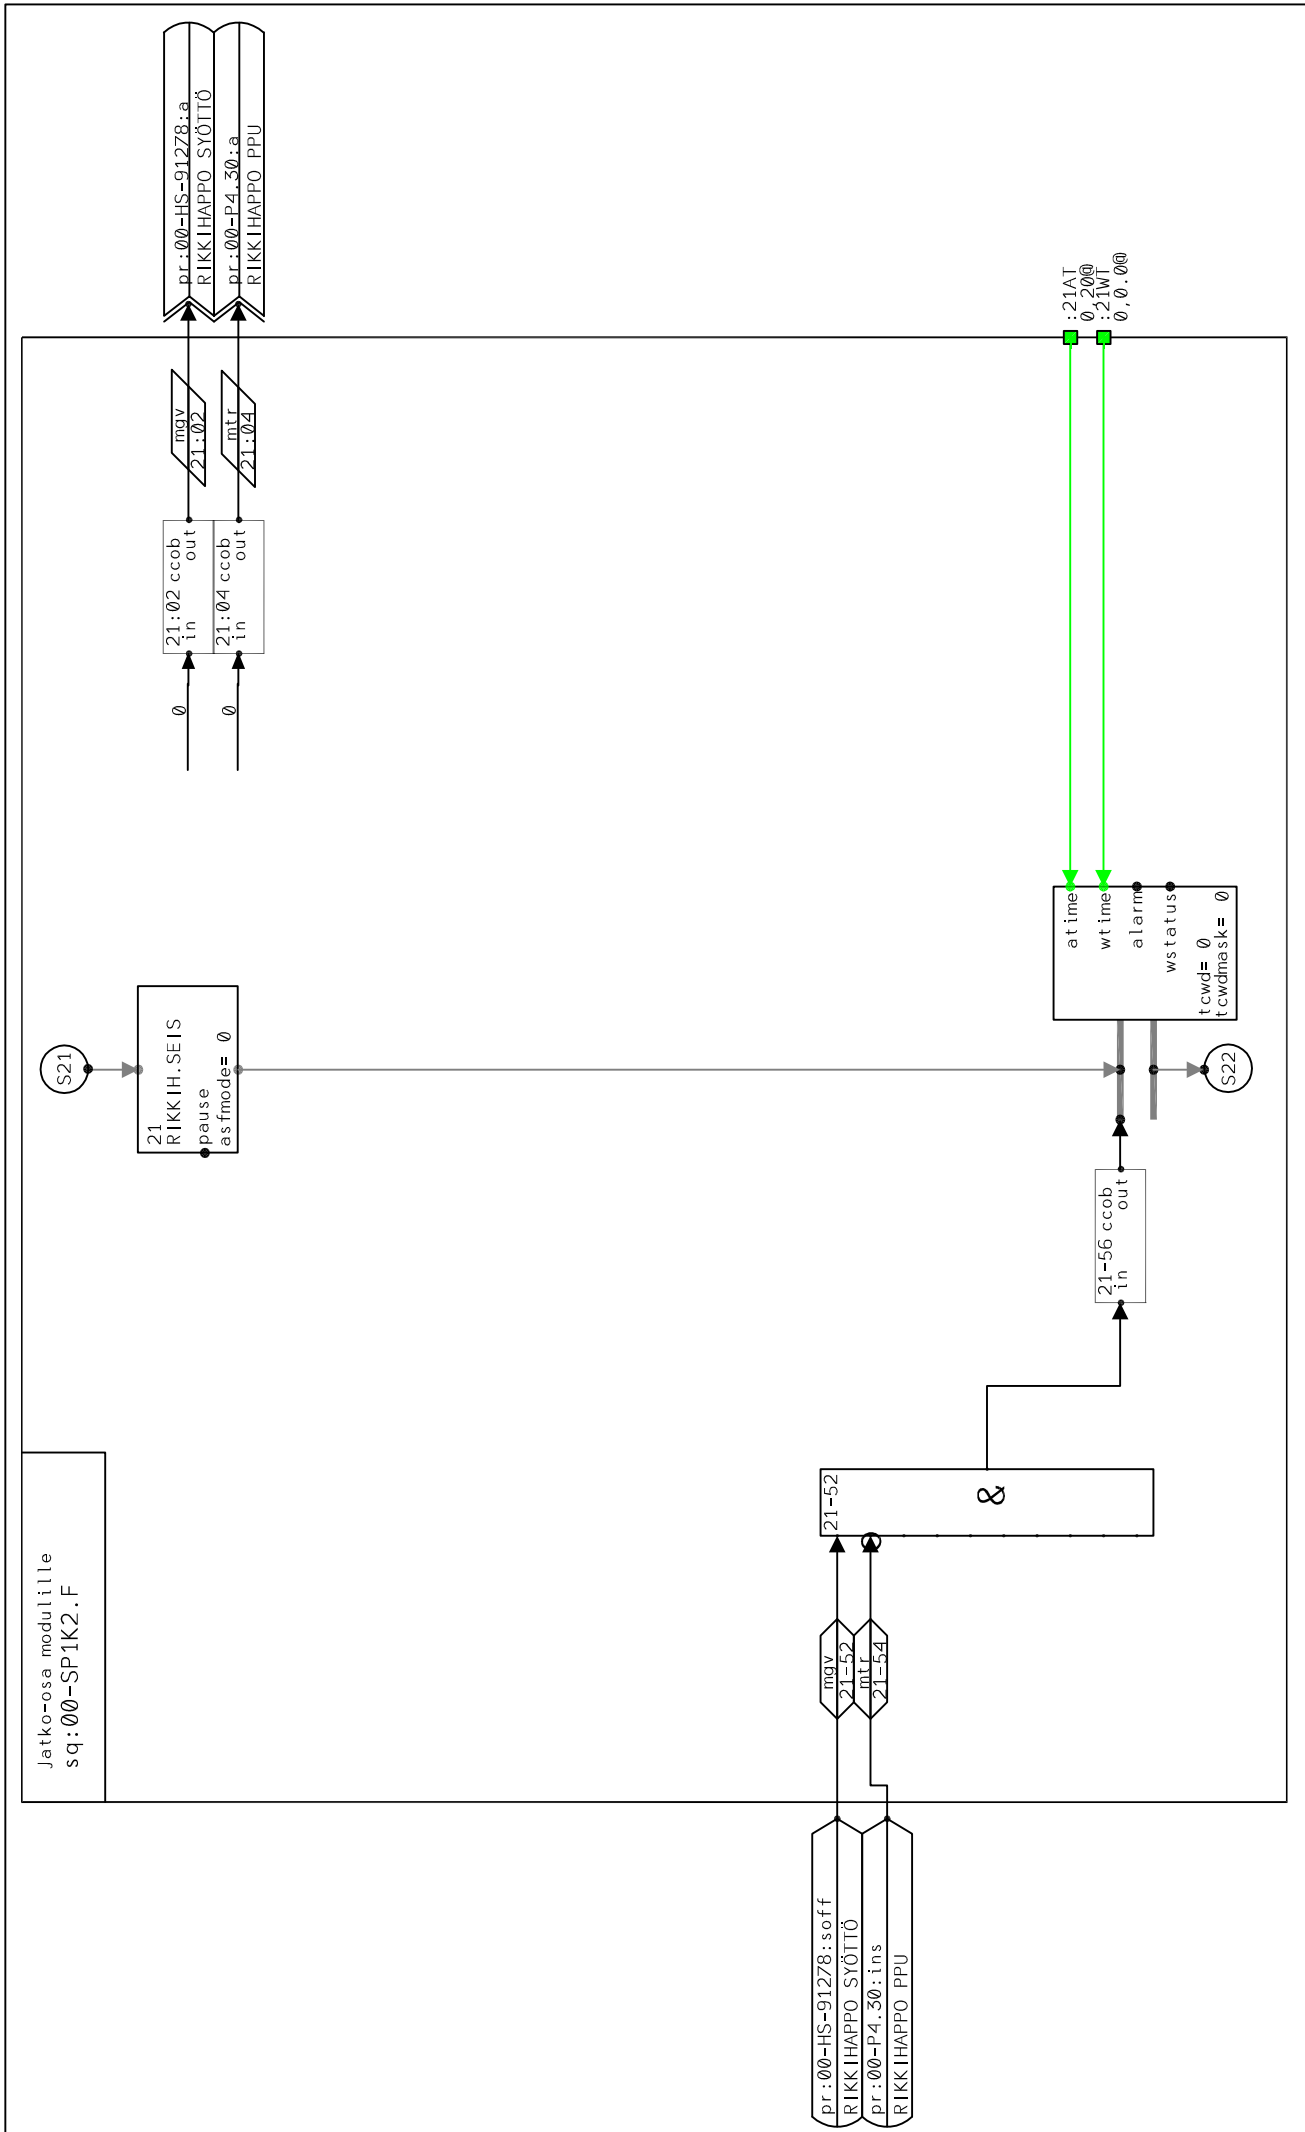 Jatko-osa modulille
sq:00-SP1K2.F
pr:00-HS-91278:soff
RIKKIHAPPO SYÖTTÖ
pr:00-P4.30:ins
RIKKIHAPPO PPU
mgv
21-52
mtr
21-54
21-52
&
21-56 ccob
in
out
S21
21
RIKKIH.SEIS
pause
asfmode= 0
atime
wtime
alarm
wstatus
tcwd= 0
tcwdmask= 0
S22
0
0
21:02 ccob
in
out
21:04 ccob
in
out
mgv
21:02
mtr
21:04
pr:00-HS-91278:a
RIKKIHAPPO SYÖTTÖ
pr:00-P4.30:a
RIKKIHAPPO PPU
:21AT
0,20@
:21WT
0,0.0@